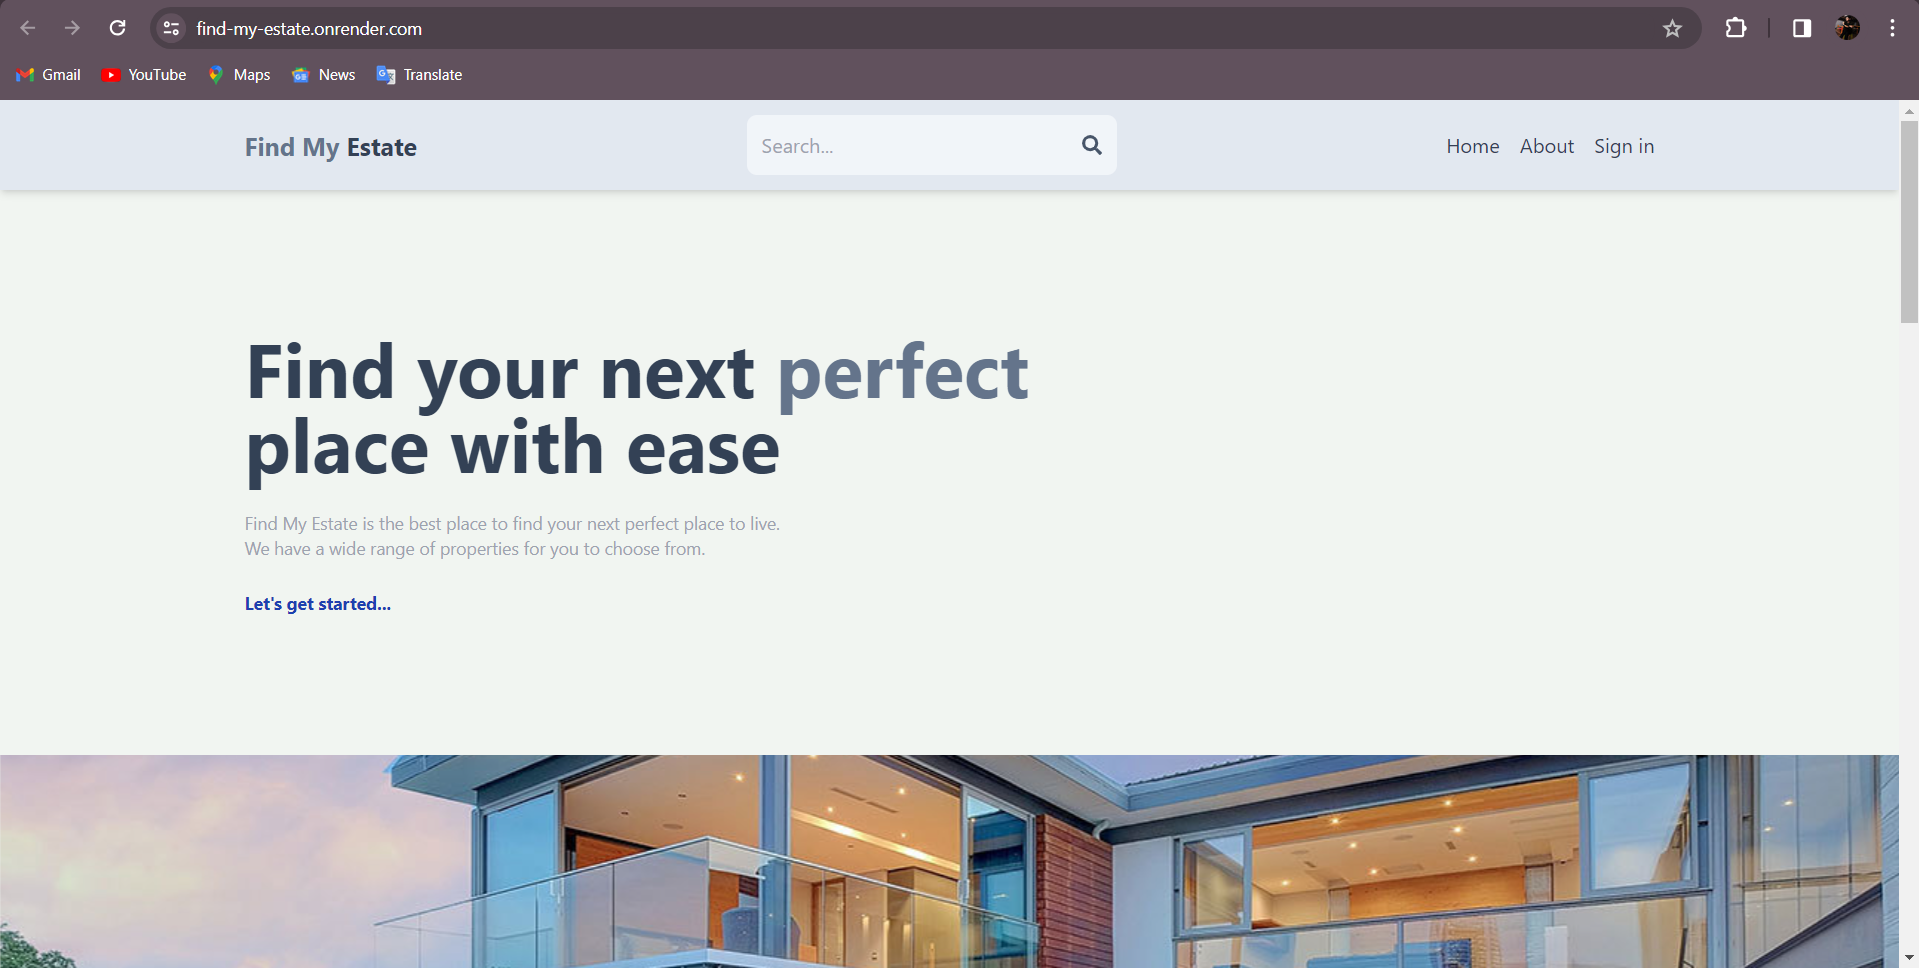 find-my-estate.onrender.com
Gmail YouTube Maps News Translate
Find My Estate Search... Home About Sign in
Find your next perfect
place with ease
Find My Estate is the best place to find your next perfect place to live.
We have a wide range of properties for you to choose from.
Let's get started...